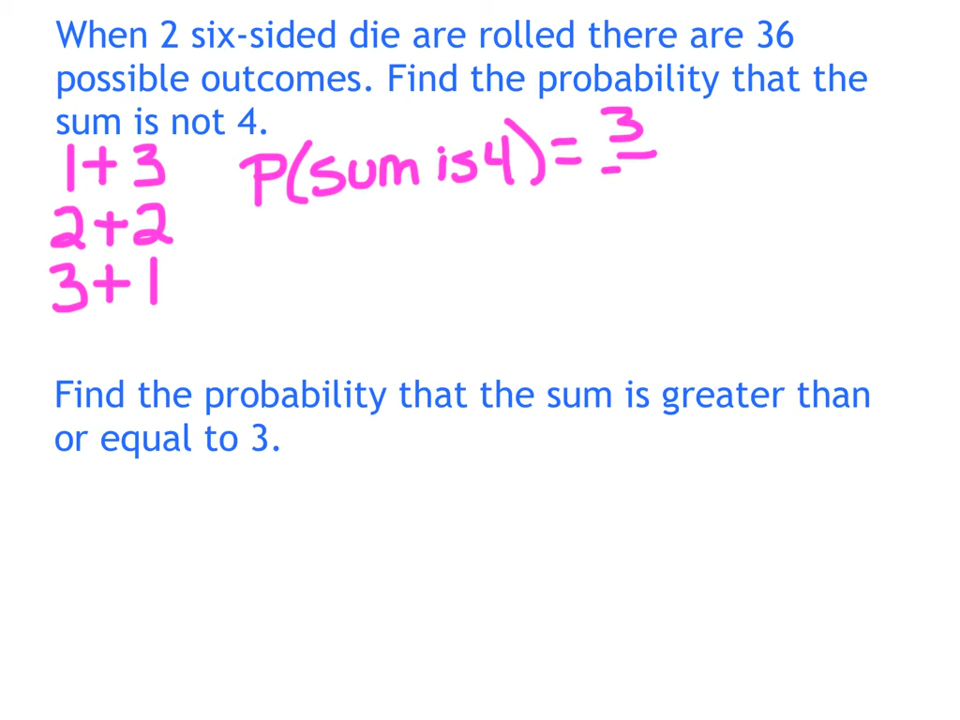 When 2 six-sided die are rolled there are 36
possible outcomes. Find the probability that the
sum is not 4.
1+3 P(sum is 4) = 3
2+2
3+1
Find the probability that the sum is greater than
or equal to 3.